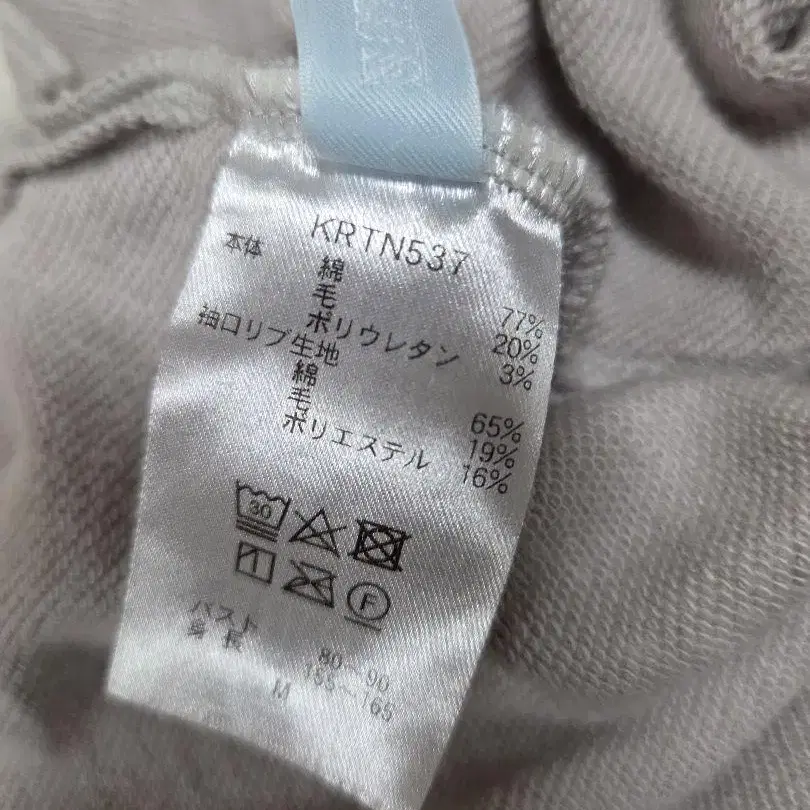 KRTN537
本体
綿 77%
毛 20%
ポリウレタン 3%
袖口リブ生地
綿 65%
毛 19%
ポリエステル 16%
30
F
バスト 80～90
身長 155～165
M